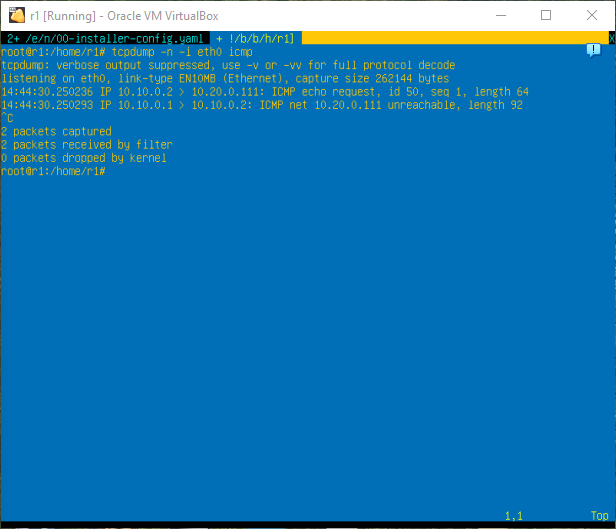 r1 [Running] - Oracle VM VirtualBox
2+ /e/n/00-installer-config.yaml + !/b/b/h/r1] X
root@r1:/home/r1# tcpdump -n -i eth0 icmp
tcpdump: verbose output suppressed, use -v or -vv for full protocol decode
listening on eth0, link-type EN10MB (Ethernet), capture size 262144 bytes
14:44:30.250236 IP 10.10.0.2 > 10.20.0.111: ICMP echo request, id 50, seq 1, length 64
14:44:30.250293 IP 10.10.0.1 > 10.10.0.2: ICMP net 10.20.0.111 unreachable, length 92
^C
2 packets captured
2 packets received by filter
0 packets dropped by kernel
root@r1:/home/r1#
1,1 Top